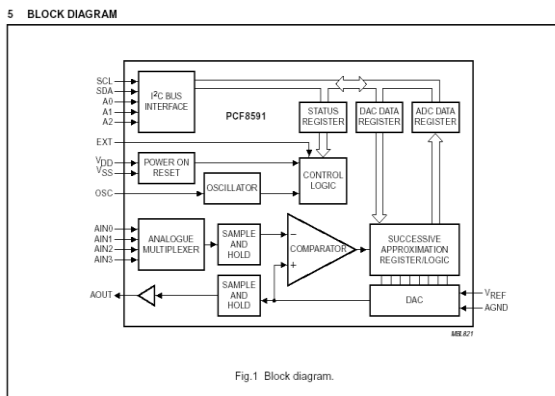 5 BLOCK DIAGRAM
SCL
SDA
A0
A1
A2
I²C BUS
INTERFACE
PCF8591
STATUS
REGISTER
DAC DATA
REGISTER
ADC DATA
REGISTER
EXT
VDD
VSS
POWER ON
RESET
CONTROL
LOGIC
OSC
OSCILLATOR
AIN0
AIN1
AIN2
AIN3
ANALOGUE
MULTIPLEXER
SAMPLE
AND
HOLD
−
COMPARATOR
+
SUCCESSIVE
APPROXIMATION
REGISTER/LOGIC
AOUT
SAMPLE
AND
HOLD
DAC
VREF
AGND
MBL821
Fig.1 Block diagram.